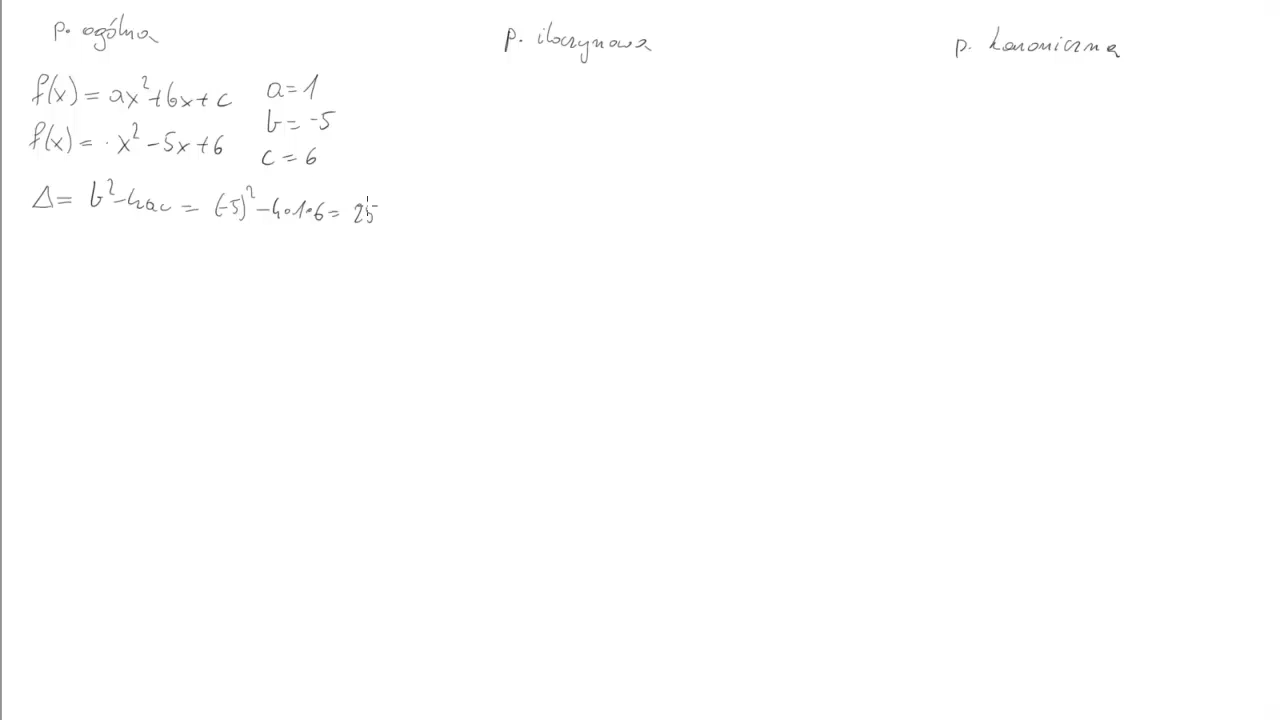 p. ogólna
p. iloczynowa
p. kanoniczna
f(x) = ax²+bx+c
a=1
b=-5
f(x) = x²-5x+6
c=6
Δ= b²-4ac = (-5)²-4·1·6= 25